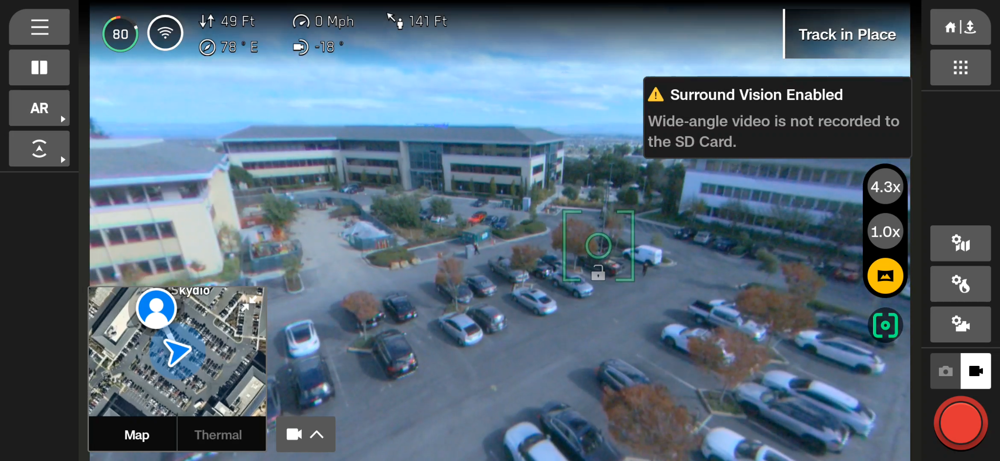 80
49 Ft
0 Mph
141 Ft
78 ° E
-18 °
Track in Place
Surround Vision Enabled
Wide-angle video is not recorded to
the SD Card.
AR
4.3x
1.0x
Skydio
Map
Thermal